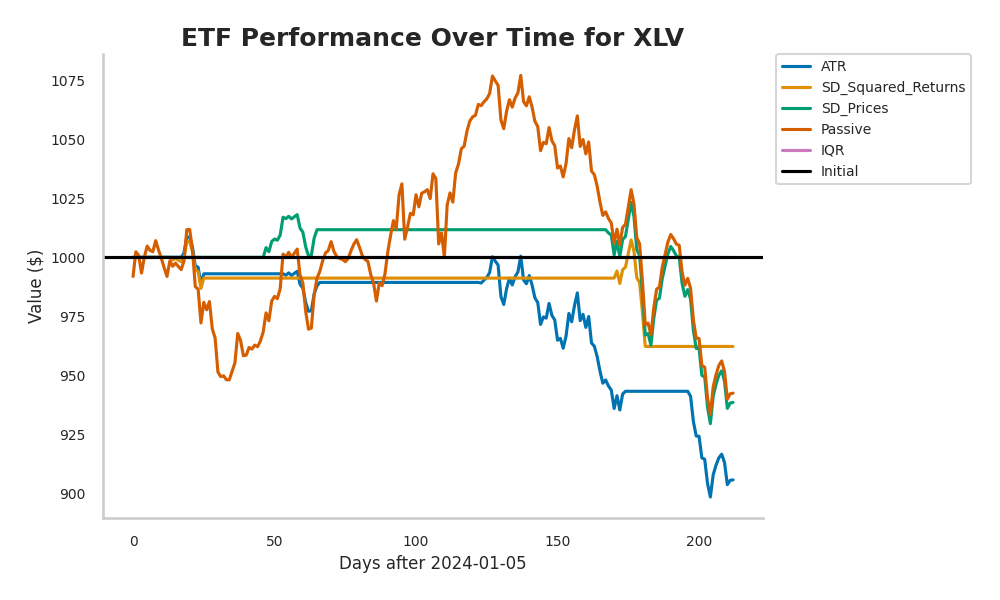 ETF Performance Over Time for XLV
ATR
SD_Squared_Returns
SD_Prices
Passive
IQR
Initial
Value ($)
1075
1050
1025
1000
975
950
925
900
0 50 100 150 200
Days after 2024-01-05